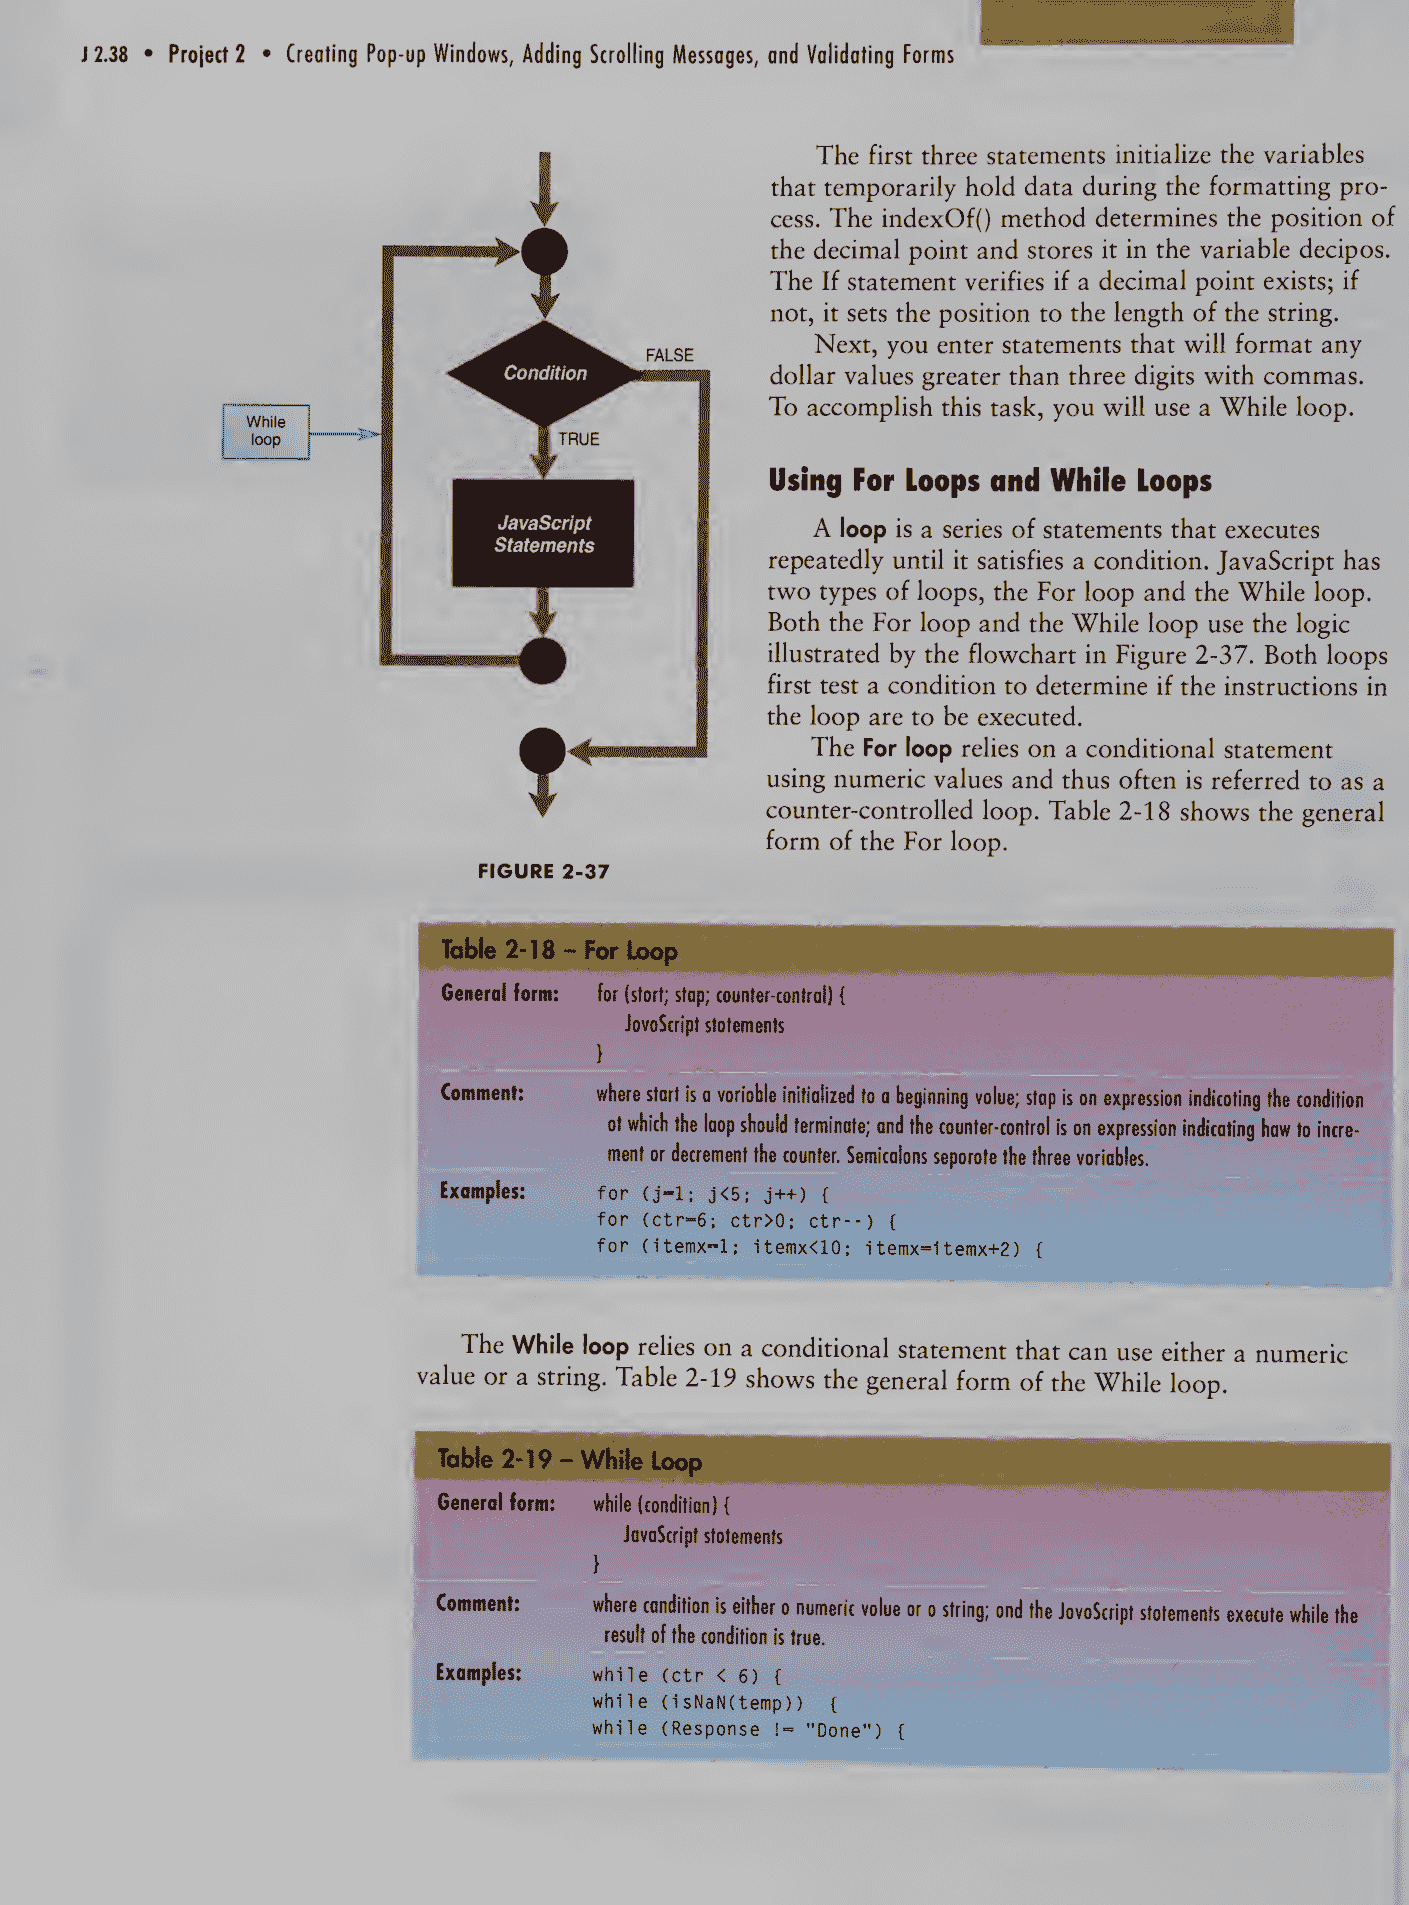 J 2.38 • Project 2 • Creating Pop-up Windows, Adding Scrolling Messages, and Validating Forms
The first three statements initialize the variables
that temporarily hold data during the formatting pro-
cess. The indexOf() method determines the position of
the decimal point and stores it in the variable decipos.
The If statement verifies if a decimal point exists; if
not, it sets the position to the length of the string.
Next, you enter statements that will format any
dollar values greater than three digits with commas.
To accomplish this task, you will use a While loop.
FALSE
Condition
While
loop
TRUE
JavaScript
Statements
FIGURE 2-37
Using For Loops and While Loops
A loop is a series of statements that executes
repeatedly until it satisfies a condition. JavaScript has
two types of loops, the For loop and the While loop.
Both the For loop and the While loop use the logic
illustrated by the flowchart in Figure 2-37. Both loops
first test a condition to determine if the instructions in
the loop are to be executed.
The For loop relies on a conditional statement
using numeric values and thus often is referred to as a
counter-controlled loop. Table 2-18 shows the general
form of the For loop.
Table 2-18 – For Loop
General form: for (start; stop; counter-control) {
JavaScript statements
}
Comment: where start is a variable initialized to a beginning value; stop is an expression indicating the condition
at which the loop should terminate; and the counter-control is an expression indicating how to incre-
ment or decrement the counter. Semicolons separate the three variables.
Examples: for (j=1; j<5; j++) {
for (ctr=6; ctr>0; ctr--) {
for (itemx=1; itemx<10; itemx=itemx+2) {
The While loop relies on a conditional statement that can use either a numeric
value or a string. Table 2-19 shows the general form of the While loop.
Table 2-19 – While Loop
General form: while (condition) {
JavaScript statements
}
Comment: where condition is either a numeric value or a string; and the JavaScript statements execute while the
result of the condition is true.
Examples: while (ctr < 6) {
while (isNaN(temp)) {
while (Response != "Done") {